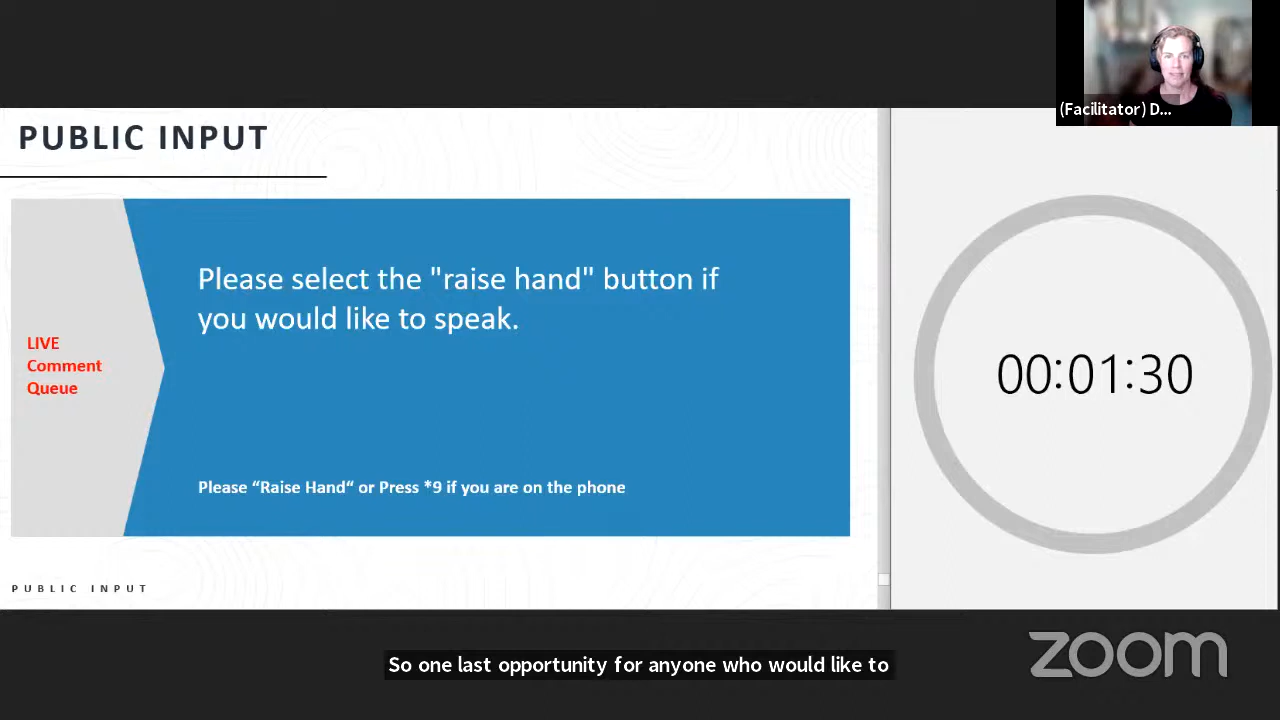 (Facilitator) D...
PUBLIC INPUT
Please select the "raise hand" button if
you would like to speak.
LIVE
Comment
Queue
00:01:30
Please “Raise Hand“ or Press *9 if you are on the phone
PUBLIC INPUT
So one last opportunity for anyone who would like to
zoom